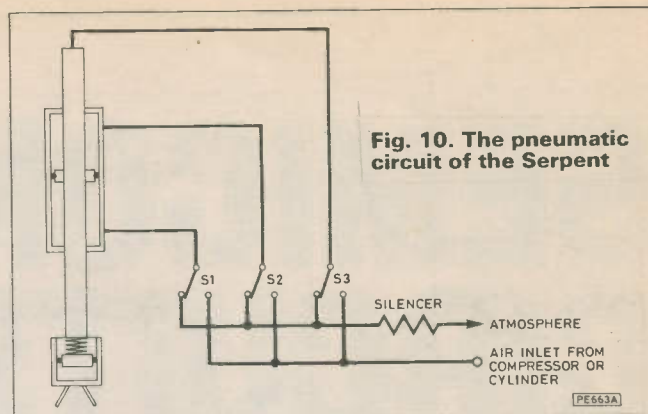 Fig. 10. The pneumatic
circuit of the Serpent
S1
S2
S3
SILENCER
ATMOSPHERE
AIR INLET FROM
COMPRESSOR OR
CYLINDER
PE663A